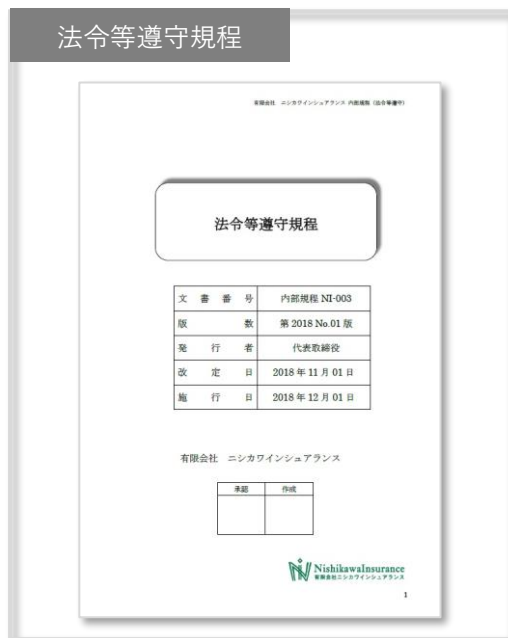 法令等遵守規程
有限会社 ニシカワインシュアランス 内部規程(法令等遵守)
法令等遵守規程
文書番号 内部規程 NI-003
版数 第 2018 No.01 版
発行者 代表取締役
改定日 2018 年 11 月 01 日
施行日 2018 年 12 月 01 日
有限会社 ニシカワインシュアランス
承認 作成
NishikawaInsurance
有限会社ニシカワインシュアランス
1